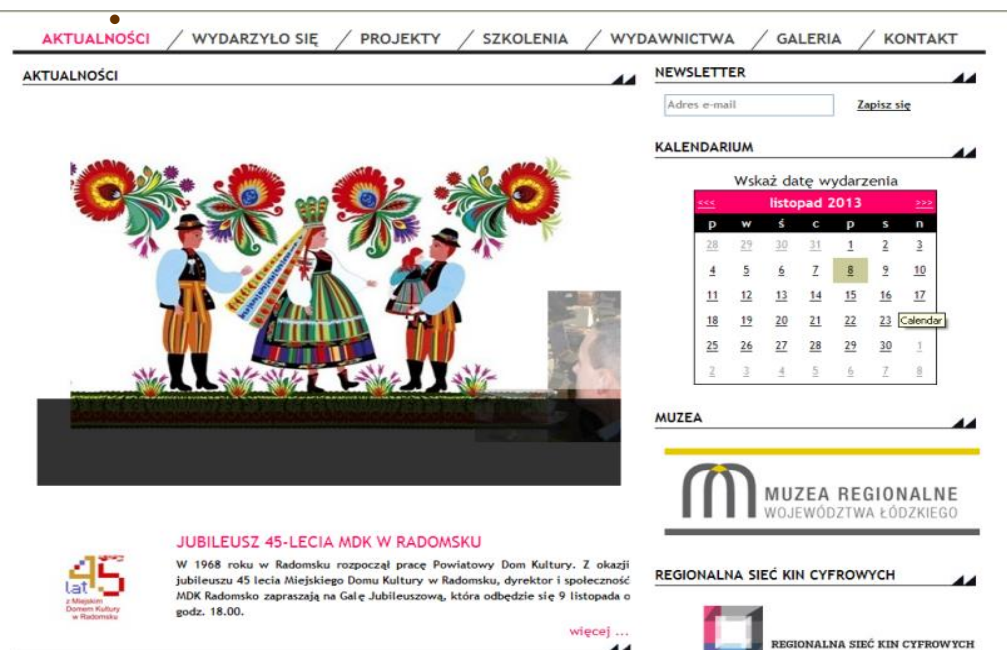 AKTUALNOŚCI / WYDARZYŁO SIĘ / PROJEKTY / SZKOLENIA / WYDAWNICTWA / GALERIA / KONTAKT
AKTUALNOŚCI
JUBILEUSZ 45-LECIA MDK W RADOMSKU
45
lat
z Miejskim
Domem Kultury
w Radomsku
W 1968 roku w Radomsku rozpoczął pracę Powiatowy Dom Kultury. Z okazji
jubileuszu 45 lecia Miejskiego Domu Kultury w Radomsku, dyrektor i społeczność
MDK Radomsko zapraszają na Galę Jubileuszową, która odbędzie się 9 listopada o
godz. 18.00.
więcej ...
NEWSLETTER
Adres e-mail Zapisz się
KALENDARIUM
Wskaż datę wydarzenia
<<< listopad 2013 >>>
p w ś c p s n
28 29 30 31 1 2 3
4 5 6 7 8 9 10
11 12 13 14 15 16 17
18 19 20 21 22 23 Calendar
25 26 27 28 29 30 1
2 3 4 5 6 7 8
MUZEA
MUZEA REGIONALNE
WOJEWÓDZTWA ŁÓDZKIEGO
REGIONALNA SIEĆ KIN CYFROWYCH
REGIONALNA SIEĆ KIN CYFROWYCH